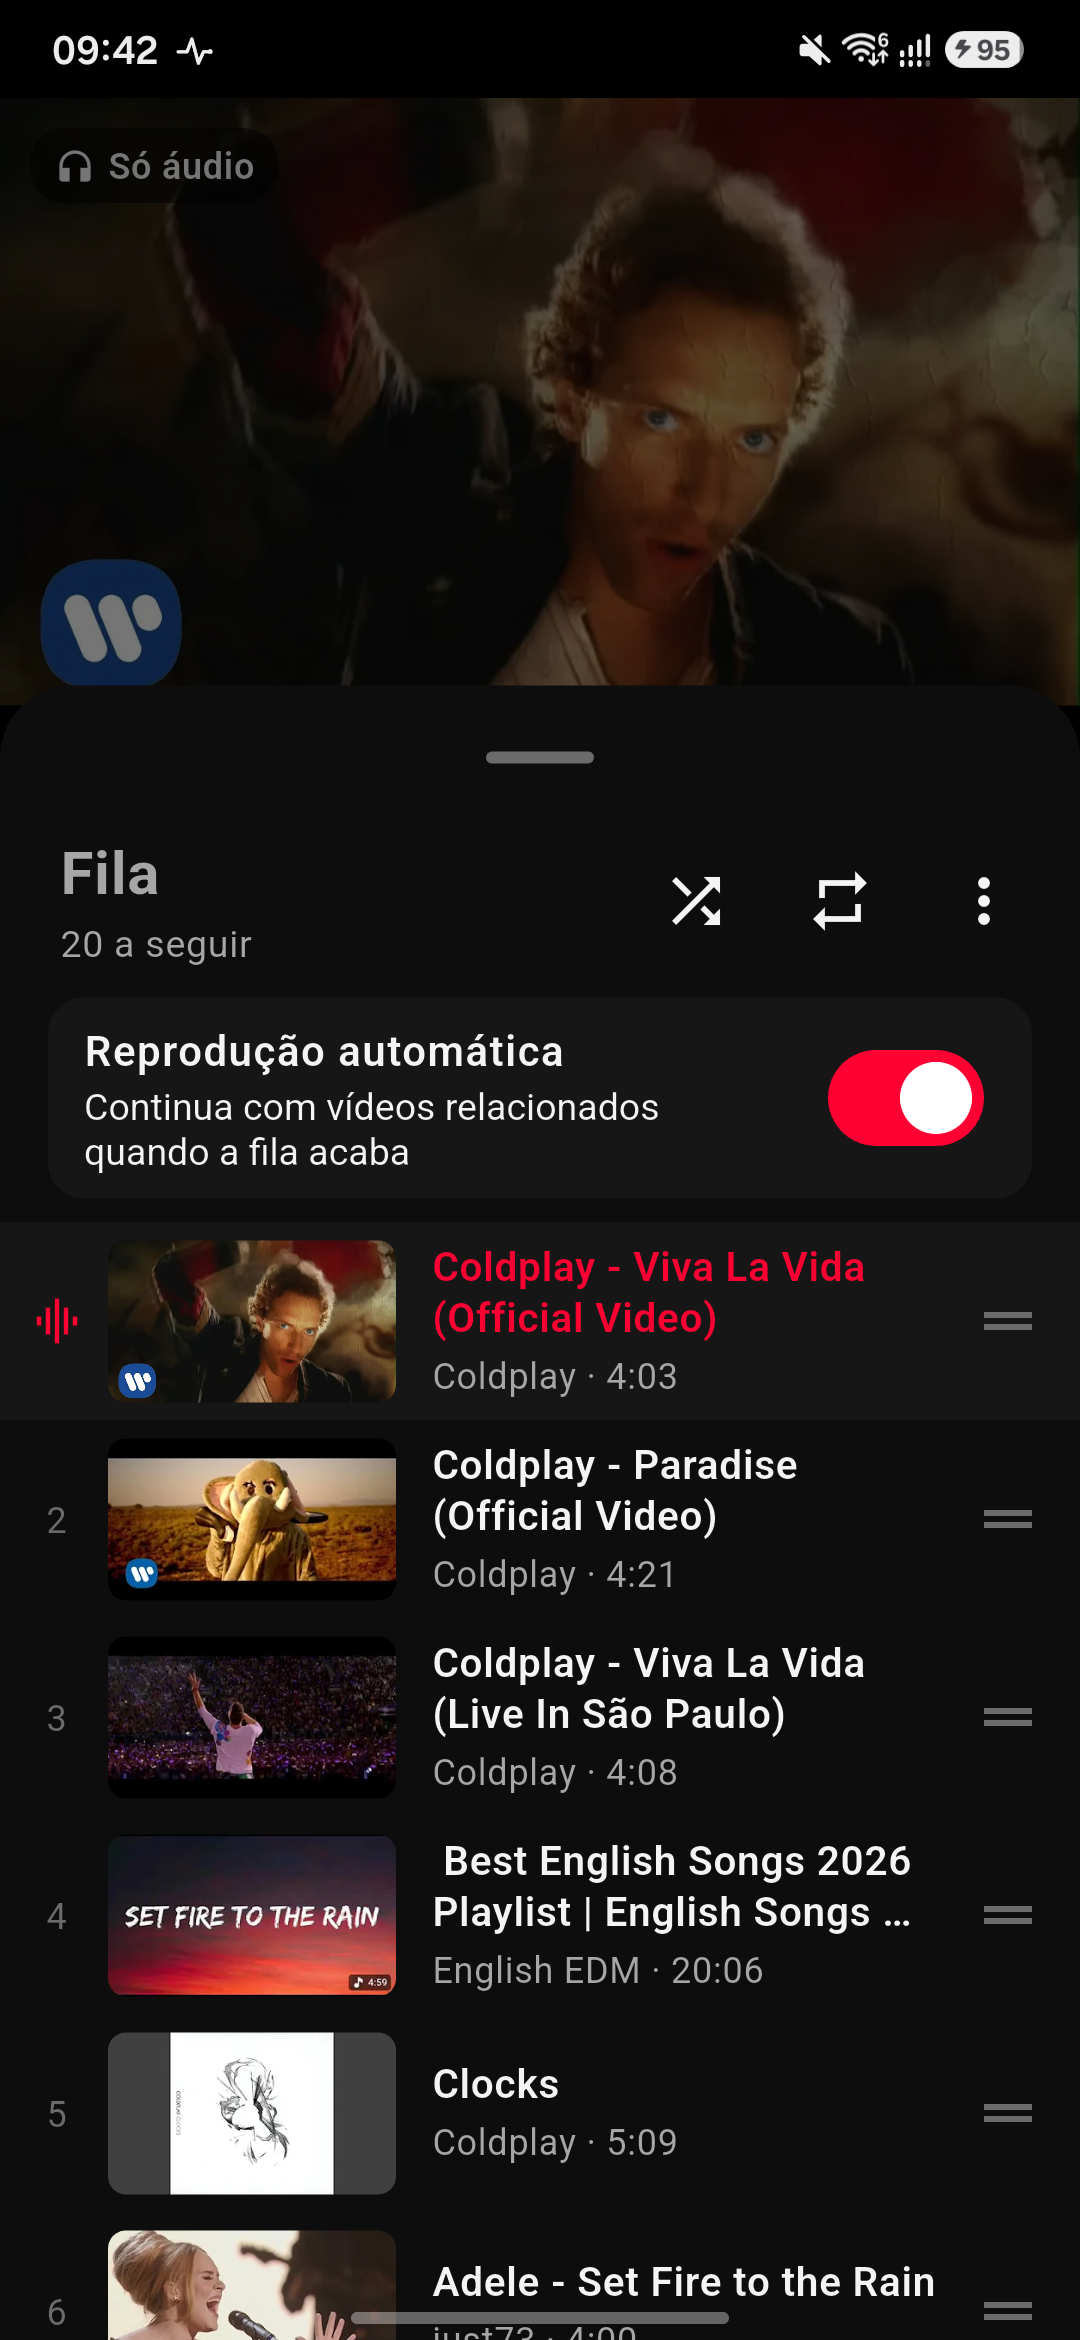 09:42
6
95
Só áudio
Fila
20 a seguir
Reprodução automática
Continua com vídeos relacionados
quando a fila acaba
Coldplay - Viva La Vida
(Official Video)
Coldplay · 4:03
2
Coldplay - Paradise
(Official Video)
Coldplay · 4:21
3
Coldplay - Viva La Vida
(Live In São Paulo)
Coldplay · 4:08
4
SET FIRE TO THE RAIN
4:59
Best English Songs 2026
Playlist | English Songs ...
English EDM · 20:06
5
Clocks
Coldplay · 5:09
6
Adele - Set Fire to the Rain
just73 · 4:00